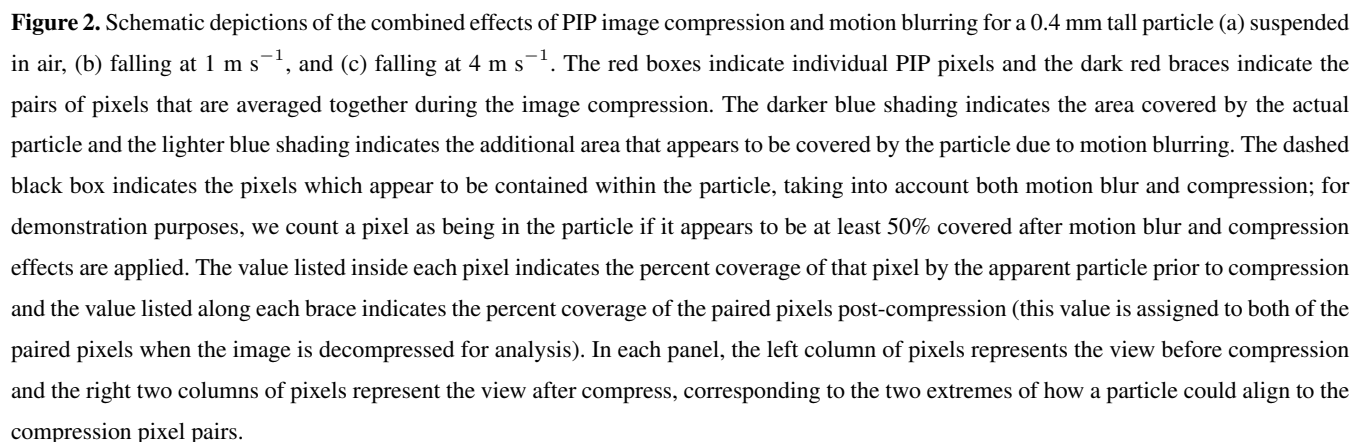 Figure 2. Schematic depictions of the combined effects of PIP image compression and motion blurring for a 0.4 mm tall particle (a) suspended
in air, (b) falling at 1 m s⁻¹, and (c) falling at 4 m s⁻¹. The red boxes indicate individual PIP pixels and the dark red braces indicate the
pairs of pixels that are averaged together during the image compression. The darker blue shading indicates the area covered by the actual
particle and the lighter blue shading indicates the additional area that appears to be covered by the particle due to motion blurring. The dashed
black box indicates the pixels which appear to be contained within the particle, taking into account both motion blur and compression; for
demonstration purposes, we count a pixel as being in the particle if it appears to be at least 50% covered after motion blur and compression
effects are applied. The value listed inside each pixel indicates the percent coverage of that pixel by the apparent particle prior to compression
and the value listed along each brace indicates the percent coverage of the paired pixels post-compression (this value is assigned to both of the
paired pixels when the image is decompressed for analysis). In each panel, the left column of pixels represents the view before compression
and the right two columns of pixels represent the view after compress, corresponding to the two extremes of how a particle could align to the
compression pixel pairs.